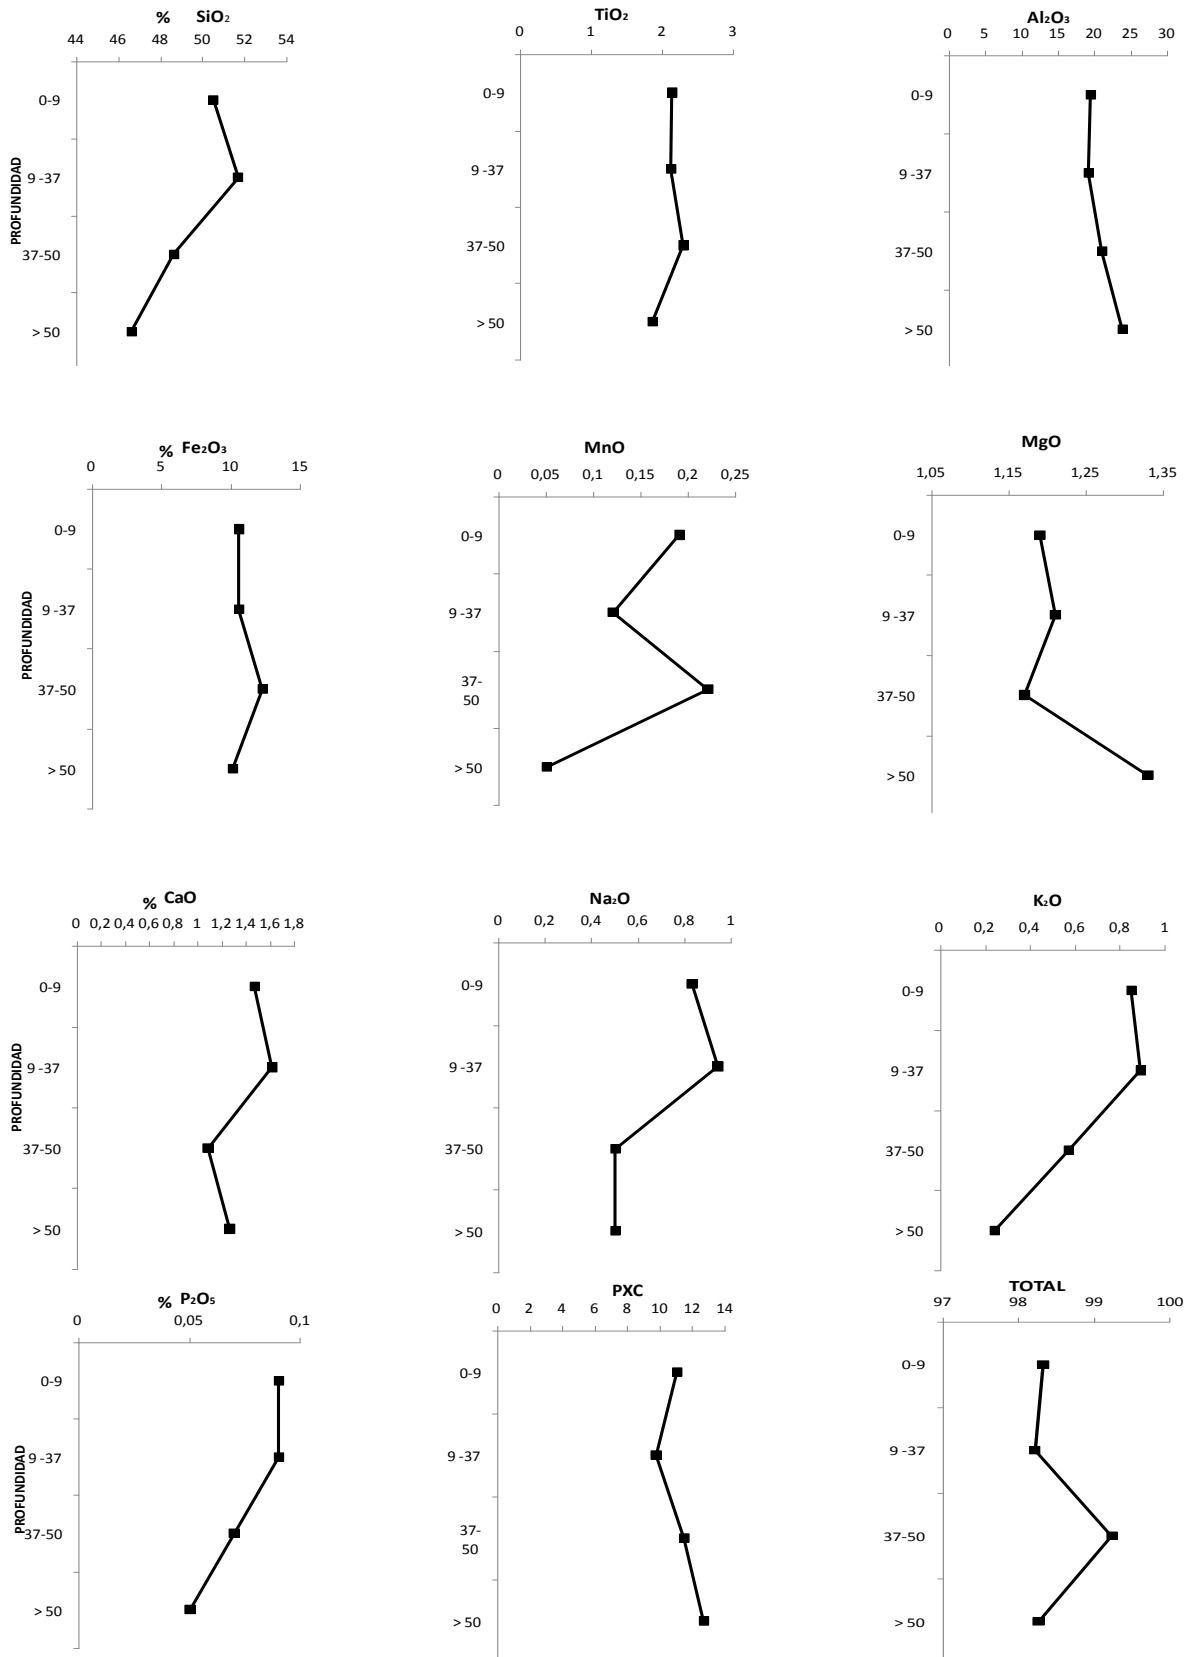 % SiO₂
44 46 48 50 52 54
PROFUNDIDAD
0-9
9 -37
37-50
> 50
TiO₂
0 1 2 3
0-9
9 -37
37-50
> 50
Al₂O₃
0 5 10 15 20 25 30
0-9
9 -37
37-50
> 50
% Fe₂O₃
0 5 10 15
PROFUNDIDAD
0-9
9 -37
37-50
> 50
MnO
0 0,05 0,1 0,15 0,2 0,25
0-9
9 -37
37-
50
> 50
MgO
1,05 1,15 1,25 1,35
0-9
9 -37
37-50
> 50
% CaO
0 0,2 0,4 0,6 0,8 1 1,2 1,4 1,6 1,8
PROFUNDIDAD
0-9
9 -37
37-50
> 50
Na₂O
0 0,2 0,4 0,6 0,8 1
0-9
9 -37
37-50
> 50
K₂O
0 0,2 0,4 0,6 0,8 1
0-9
9 -37
37-50
> 50
% P₂O₅
0 0,05 0,1
PROFUNDIDAD
0-9
9 -37
37-50
> 50
PXC
0 2 4 6 8 10 12 14
0-9
9 -37
37-
50
> 50
TOTAL
97 98 99 100
0-9
9 -37
37-50
> 50